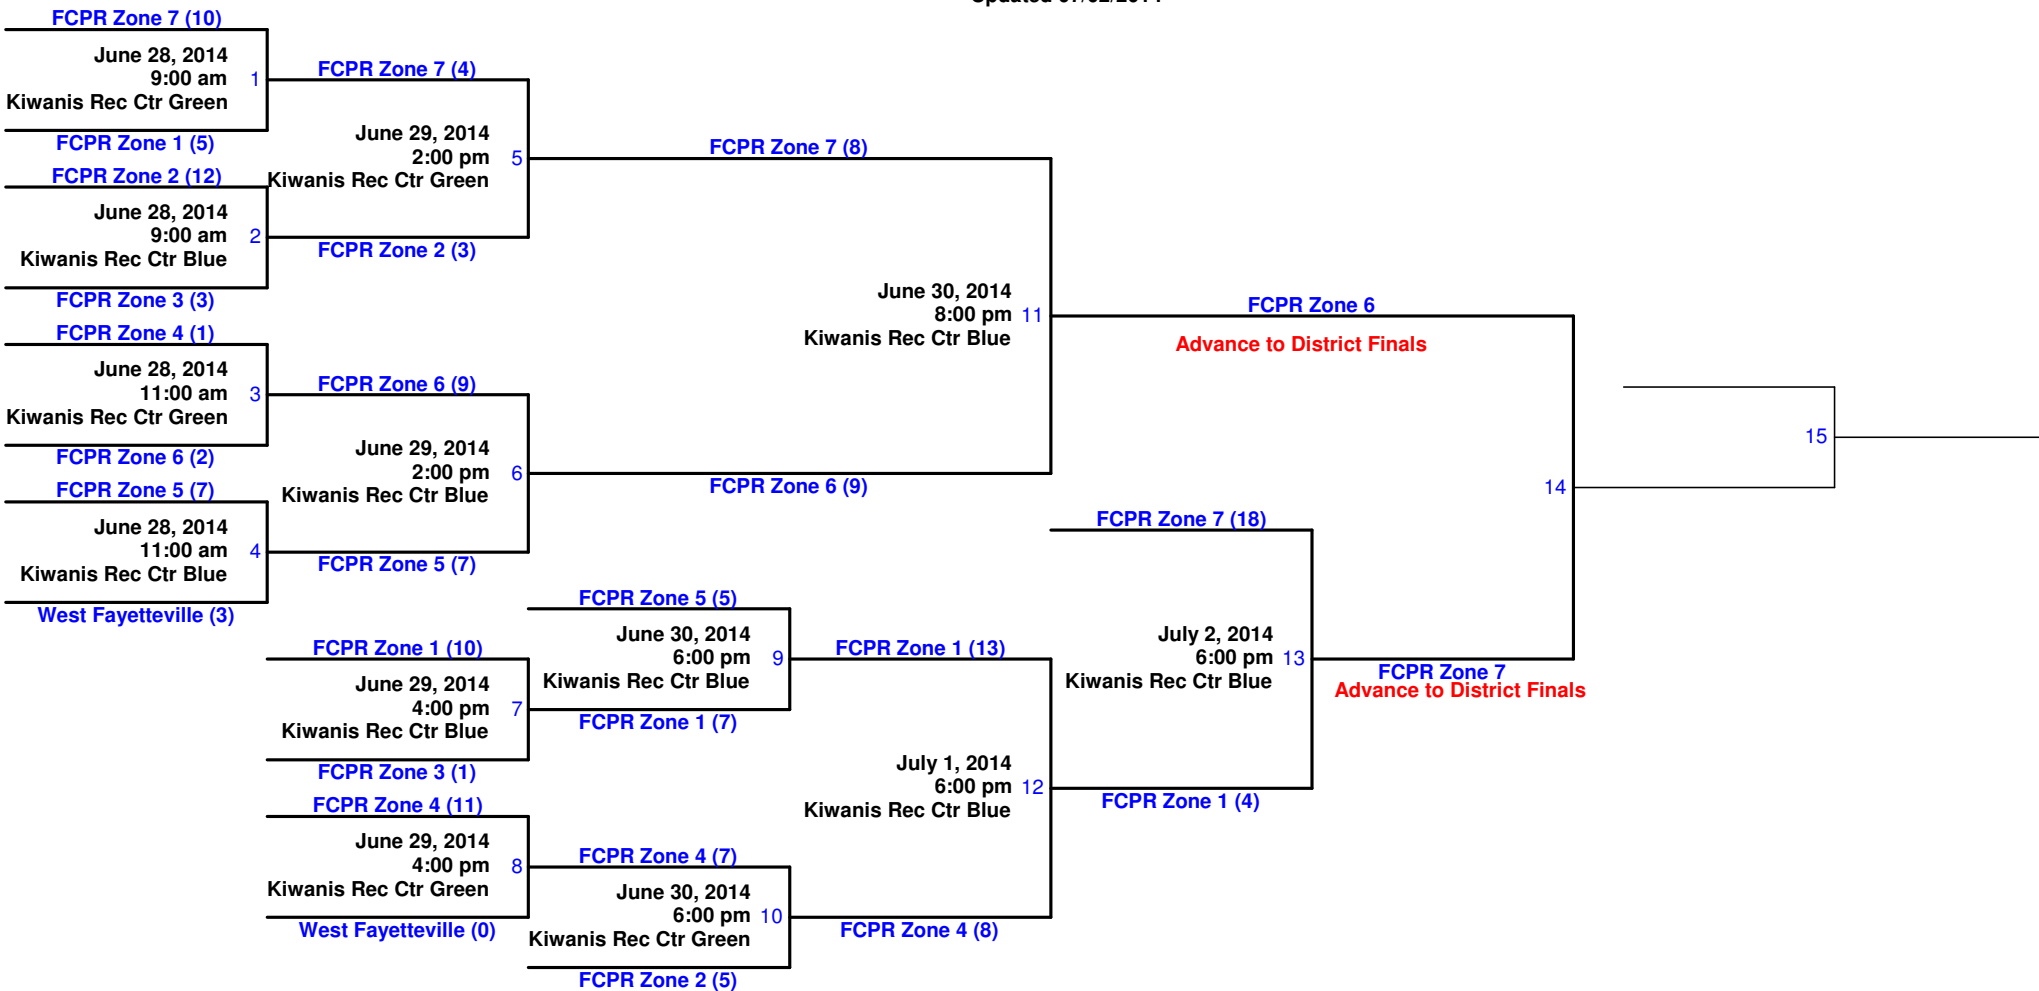 Updated 07/02/2014
FCPR Zone 7 (10)
June 28, 2014
9:00 am 1
Kiwanis Rec Ctr Green
FCPR Zone 1 (5)
FCPR Zone 2 (12)
June 28, 2014
9:00 am 2
Kiwanis Rec Ctr Blue
FCPR Zone 3 (3)
FCPR Zone 4 (1)
June 28, 2014
11:00 am 3
Kiwanis Rec Ctr Green
FCPR Zone 6 (2)
FCPR Zone 5 (7)
June 28, 2014
11:00 am 4
Kiwanis Rec Ctr Blue
West Fayetteville (3)
FCPR Zone 7 (4)
June 29, 2014
2:00 pm 5
Kiwanis Rec Ctr Green
FCPR Zone 2 (3)
FCPR Zone 6 (9)
June 29, 2014
2:00 pm 6
Kiwanis Rec Ctr Blue
FCPR Zone 5 (7)
FCPR Zone 1 (10)
June 29, 2014
4:00 pm 7
Kiwanis Rec Ctr Blue
FCPR Zone 3 (1)
FCPR Zone 4 (11)
June 29, 2014
4:00 pm 8
Kiwanis Rec Ctr Green
West Fayetteville (0)
FCPR Zone 7 (8)
June 30, 2014
8:00 pm 11
Kiwanis Rec Ctr Blue
FCPR Zone 6 (9)
FCPR Zone 5 (5)
June 30, 2014
6:00 pm 9
Kiwanis Rec Ctr Blue
FCPR Zone 1 (7)
FCPR Zone 4 (7)
June 30, 2014
6:00 pm 10
Kiwanis Rec Ctr Green
FCPR Zone 2 (5)
FCPR Zone 1 (13)
July 1, 2014
6:00 pm 12
Kiwanis Rec Ctr Blue
FCPR Zone 4 (8)
FCPR Zone 7 (18)
July 2, 2014
6:00 pm 13
Kiwanis Rec Ctr Blue
FCPR Zone 1 (4)
FCPR Zone 6
Advance to District Finals
14
FCPR Zone 7
Advance to District Finals
15